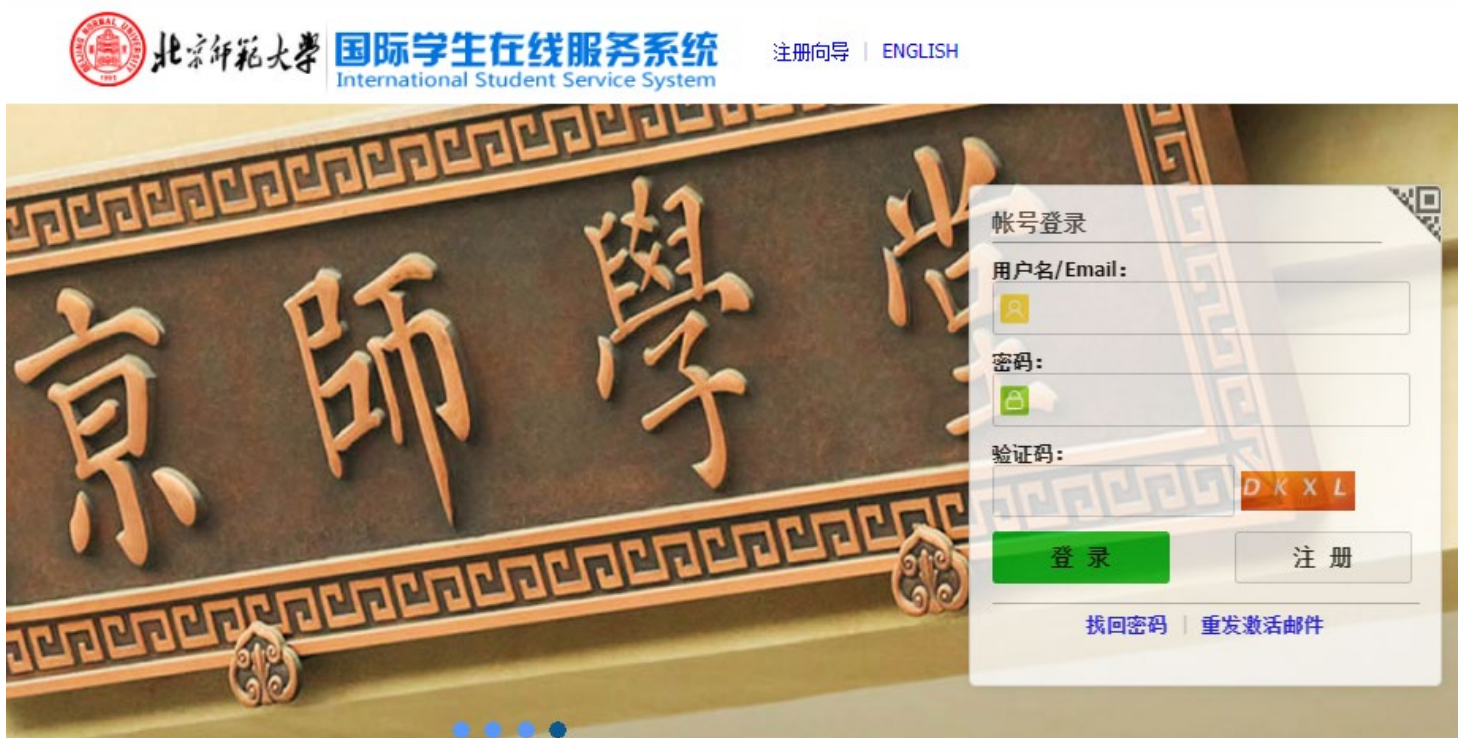 北京师范大学
国际学生在线服务系统
International Student Service System
注册向导 | ENGLISH
京師學堂
帐号登录
用户名/Email:
密码:
验证码:
DKXL
登 录
注 册
找回密码 | 重发激活邮件